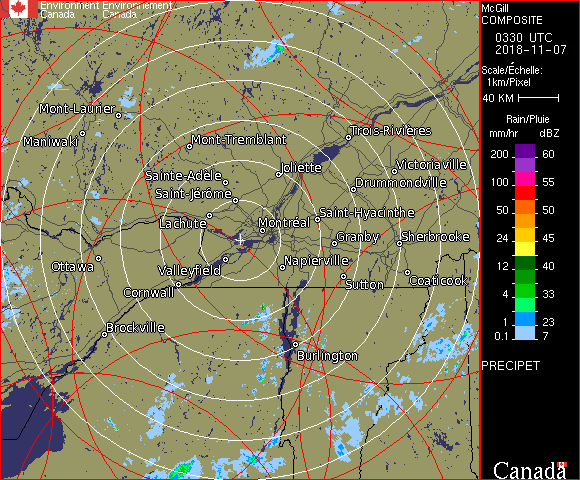 Environment Environnement
Canada Canada
McGill
COMPOSITE
0330 UTC
2018-11-07
Scale/Échelle:
1km/Pixel
40 KM
Rain/Pluie
mm/hr dBZ
200 60
100 55
50 50
24 45
12 40
4 33
1 23
0.1 7
PRECIPET
Canada
Mont-Laurier
Maniwaki
Mont-Tremblant
Trois-Rivières
Joliette
Victoriaville
Sainte-Adèle
Drummondville
Saint-Jérôme
Lachute
Saint-Hyacinthe
Montréal
Granby
Sherbrooke
Ottawa
Valleyfield
Napierville
Cornwall
Sutton
Coaticook
Brockville
Burlington